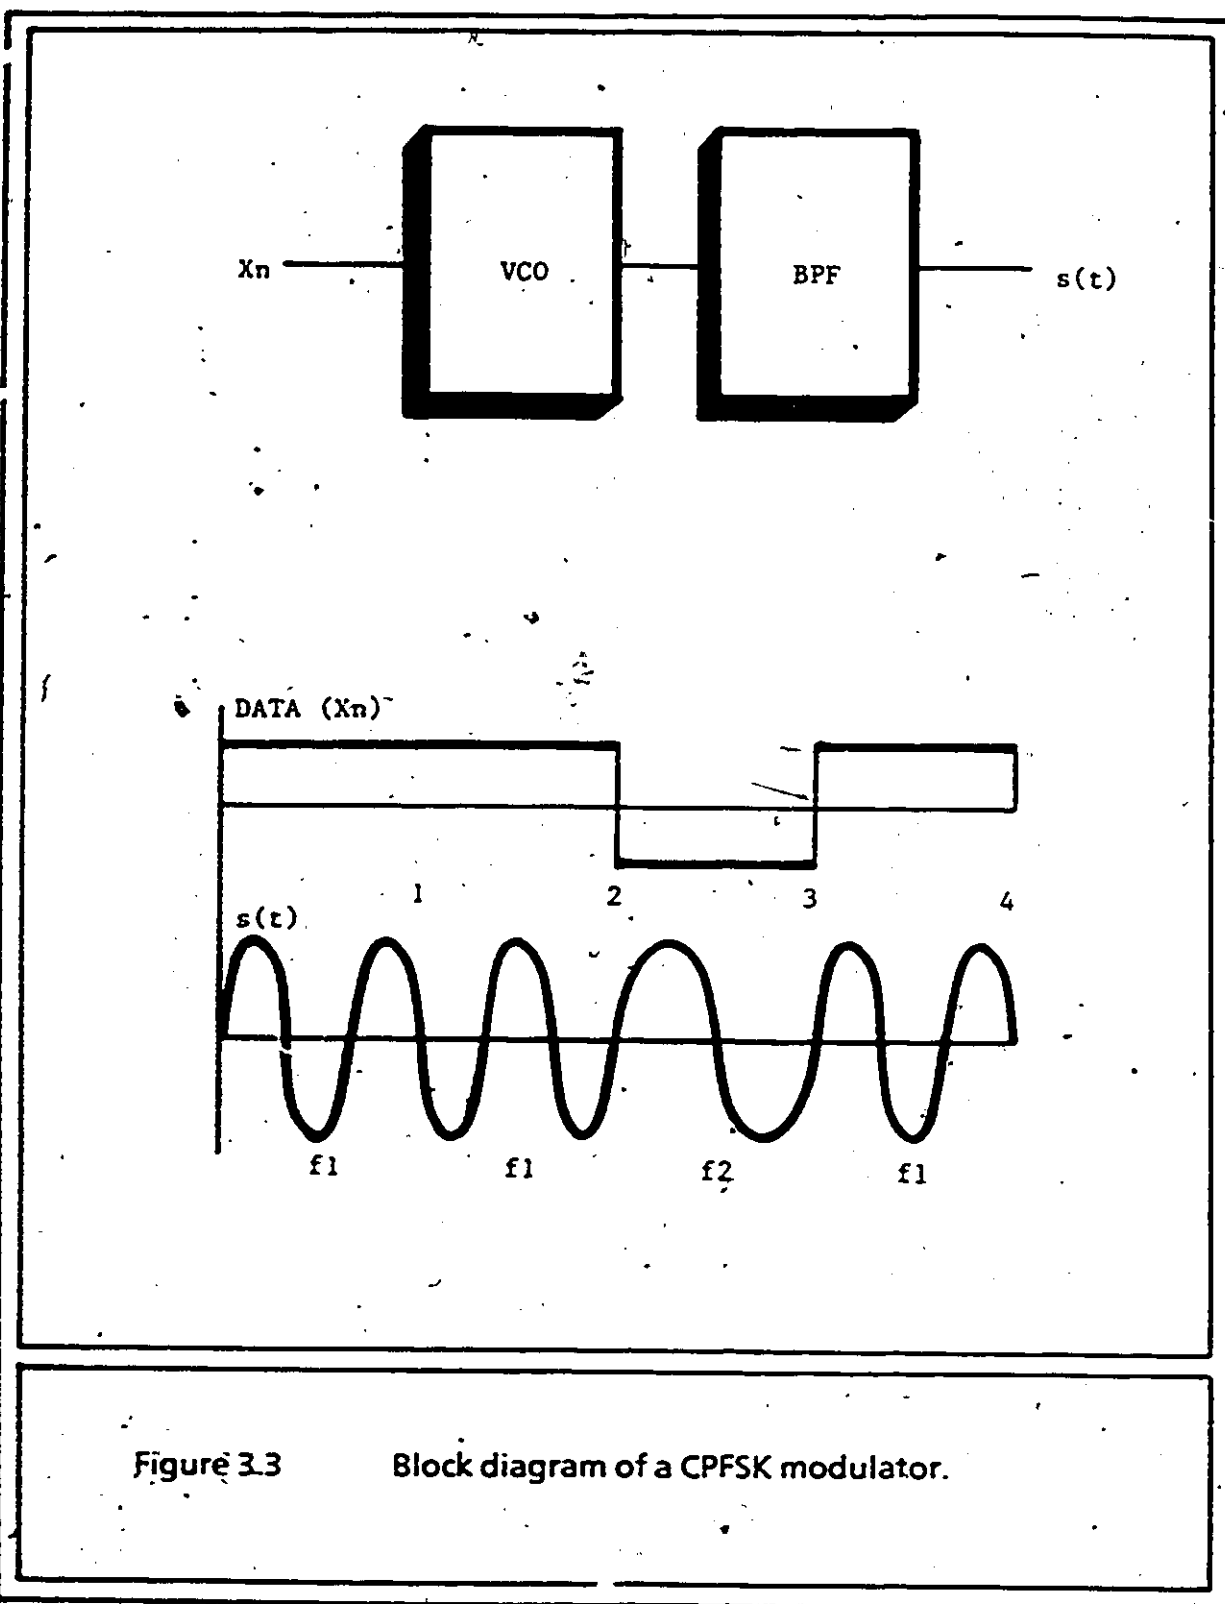 Xn VCO BPF s(t)
DATA (Xn)
1 2 3 4
s(t)
f1 f1 f2 f1
Figure 3.3 Block diagram of a CPFSK modulator.